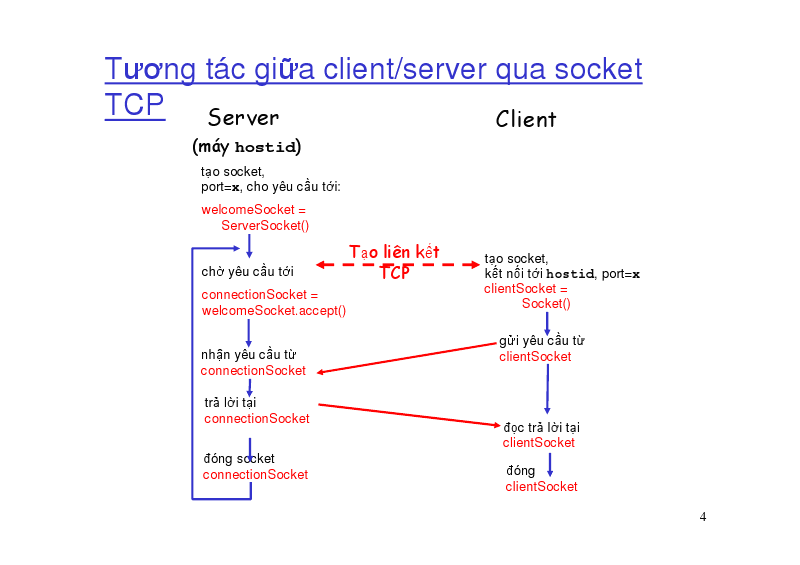 Tương tác giữa client/server qua socket
TCP
Server
(máy hostid)
tạo socket,
port=x, cho yêu cầu tới:
welcomeSocket =
ServerSocket()
chờ yêu cầu tới
connectionSocket =
welcomeSocket.accept()
nhận yêu cầu từ
connectionSocket
trả lời tại
connectionSocket
đóng socket
connectionSocket
Tạo liên kết
TCP
Client
tạo socket,
kết nối tới hostid, port=x
clientSocket =
Socket()
gửi yêu cầu từ
clientSocket
đọc trả lời tại
clientSocket
đóng
clientSocket
4